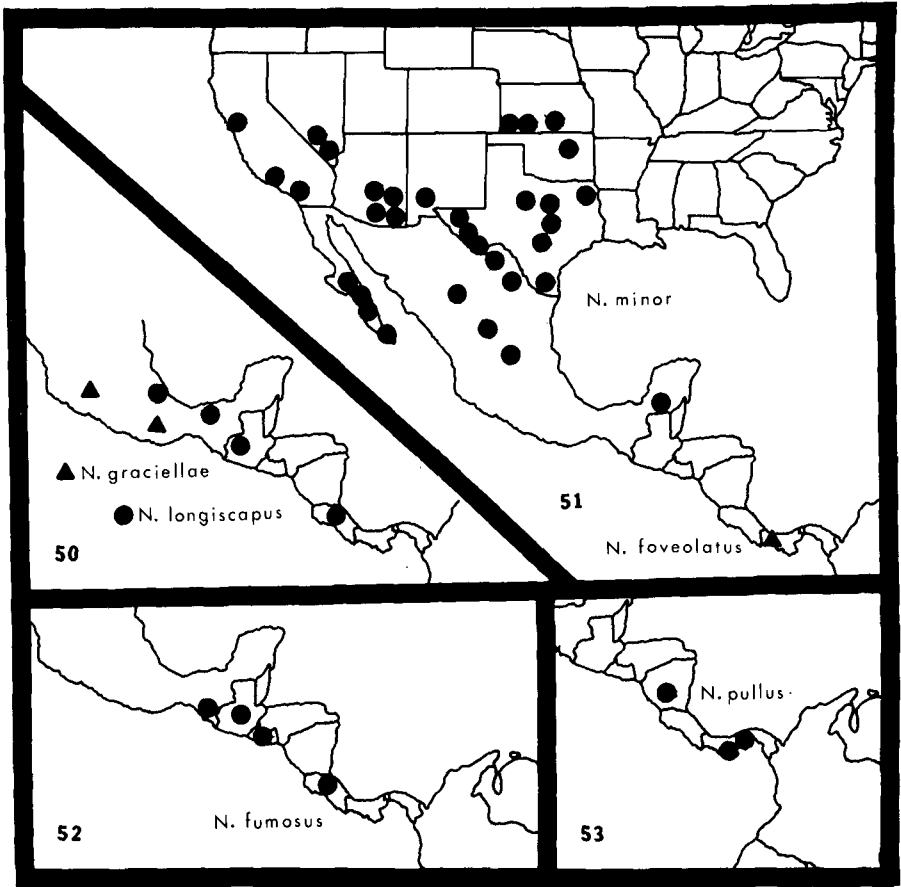 N. minor
N. graciellae
N. longiscapus
50
51
N. foveolatus
N. pullus
N. fumosus
52
53